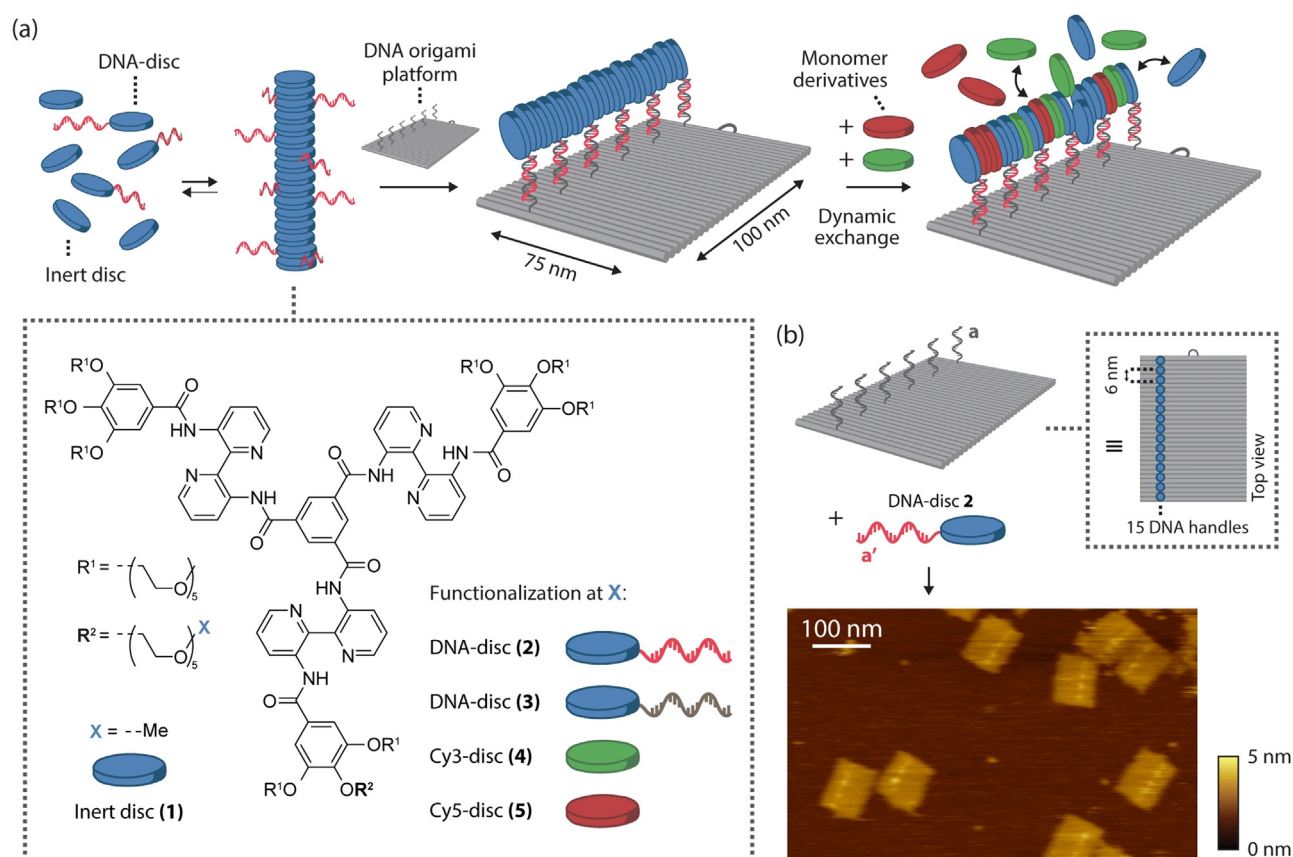 (a)
DNA-disc
Inert disc
DNA origami
platform
75 nm
100 nm
Monomer
derivatives
+
+
Dynamic
exchange
R¹O
R¹O
R¹O
O
NH
N
N
NH
O
O
HN
N
N
HN
O
R¹O
OR¹
OR¹
O
HN
N
N
NH
O
OR¹
R¹O
OR²
R¹ = --( O )5
R² = --( O )5 X
X = --Me
Inert disc (1)
Functionalization at X:
DNA-disc (2)
DNA-disc (3)
Cy3-disc (4)
Cy5-disc (5)
(b)
a
6 nm
≡
Top view
15 DNA handles
DNA-disc 2
+
a′
100 nm
5 nm
0 nm